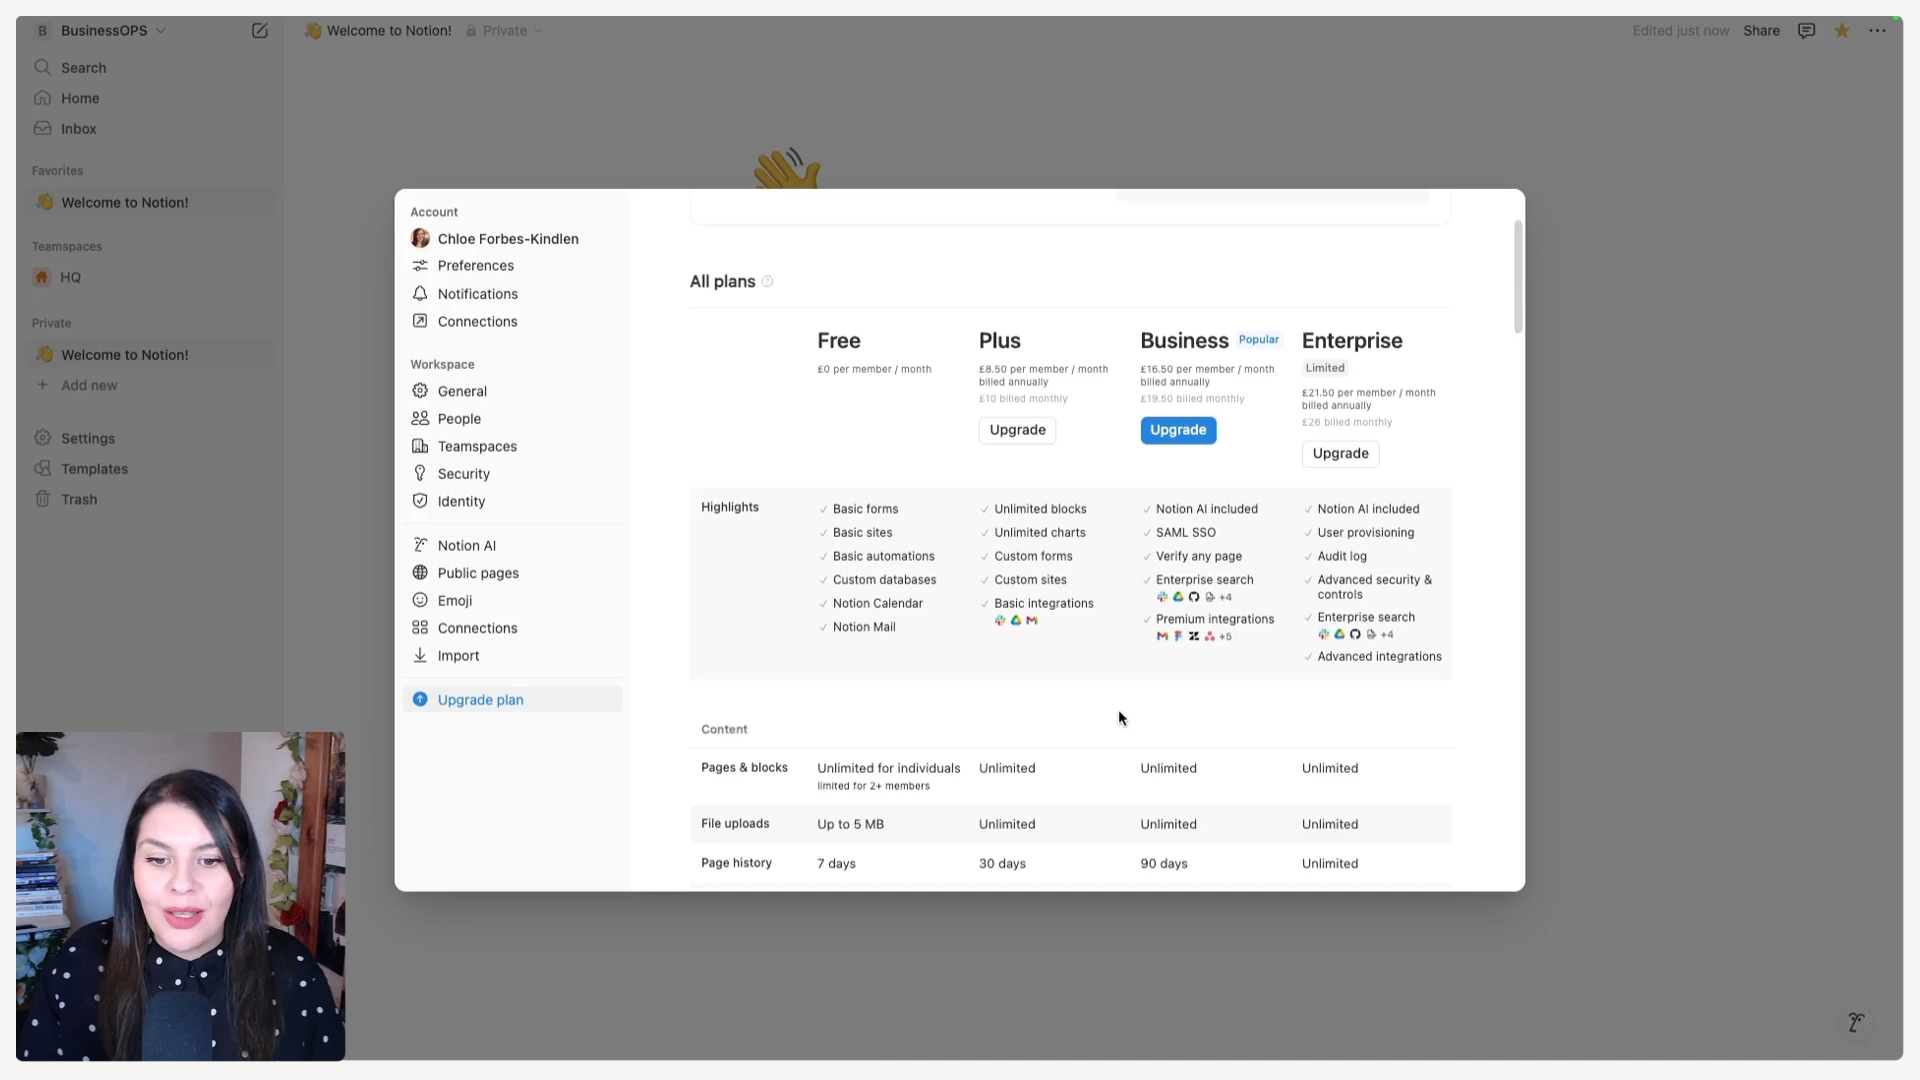 B BusinessOPS
Search
Home
Inbox
Favorites
Welcome to Notion!
Teamspaces
HQ
Private
Welcome to Notion!
Add new
Settings
Templates
Trash
Welcome to Notion! Private
Edited just now Share
Account
Chloe Forbes-Kindlen
Preferences
Notifications
Connections
Workspace
General
People
Teamspaces
Security
Identity
Notion AI
Public pages
Emoji
Connections
Import
Upgrade plan
All plans
Free
£0 per member / month
Plus
£8.50 per member / month
billed annually
£10 billed monthly
Upgrade
Business Popular
£16.50 per member / month
billed annually
£19.50 billed monthly
Upgrade
Enterprise
Limited
£21.50 per member / month
billed annually
£26 billed monthly
Upgrade
Highlights
Basic forms
Basic sites
Basic automations
Custom databases
Notion Calendar
Notion Mail
Unlimited blocks
Unlimited charts
Custom forms
Custom sites
Basic integrations
Notion AI included
SAML SSO
Verify any page
Enterprise search
+4
Premium integrations
+5
Notion AI included
User provisioning
Audit log
Advanced security &
controls
Enterprise search
+4
Advanced integrations
Content
Pages & blocks Unlimited for individuals Unlimited Unlimited Unlimited
limited for 2+ members
File uploads Up to 5 MB Unlimited Unlimited Unlimited
Page history 7 days 30 days 90 days Unlimited